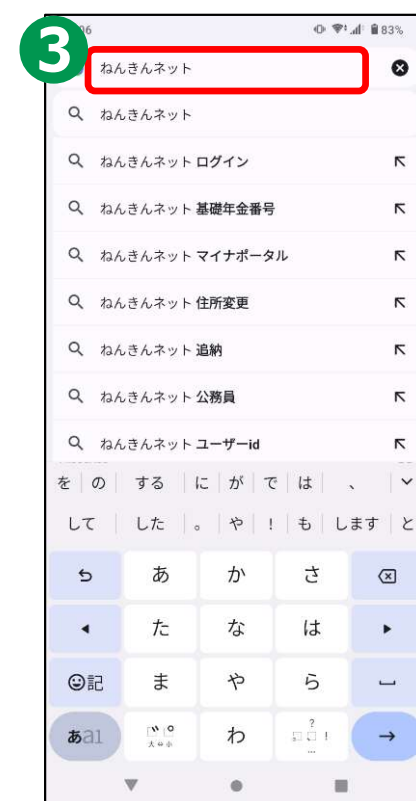 3
83%
ねんきんネット
ねんきんネット
ねんきんネット ログイン
ねんきんネット 基礎年金番号
ねんきんネット マイナポータル
ねんきんネット 住所変更
ねんきんネット 追納
ねんきんネット 公務員
ねんきんネット ユーザーid
を の する に が で は 、
して した 。 や ! も します と
あ か さ
た な は
記 ま や ら
あa1 大⇔小 わ 、。?!…